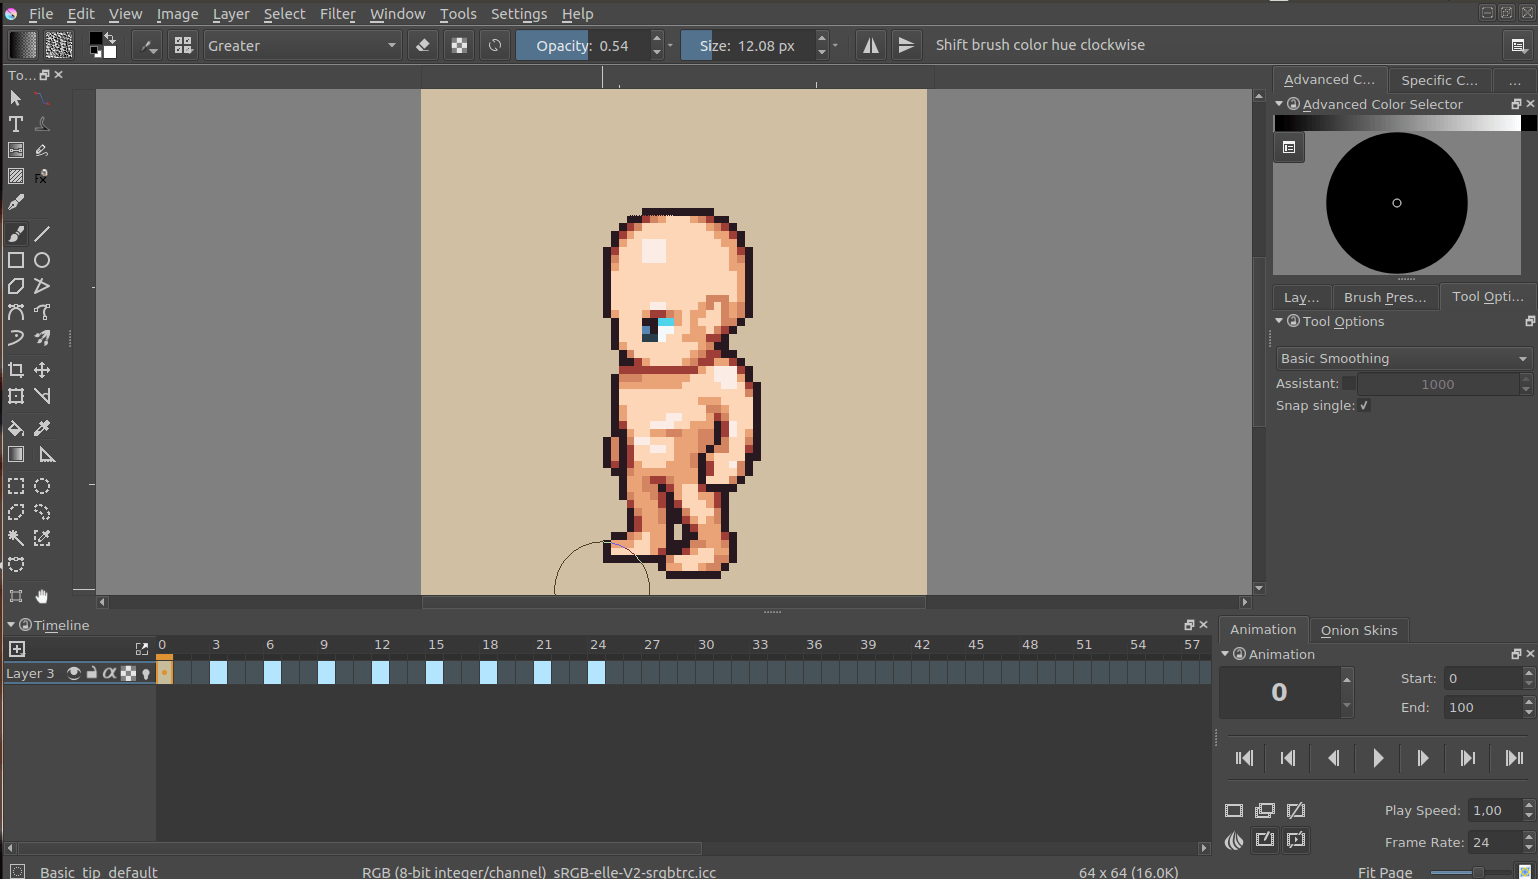 File Edit View Image Layer Select Filter Window Tools Settings Help
Greater Opacity: 0.54 Size: 12.08 px Shift brush color hue clockwise
To...
Advanced C... Specific C... ...
Advanced Color Selector
Lay... Brush Pres... Tool Opti...
Tool Options
Basic Smoothing
Assistant: 1000
Snap single: ✓
Timeline
0 3 6 9 12 15 18 21 24 27 30 33 36 39 42 45 48 51 54 57
Layer 3
Animation Onion Skins
Animation
0
Start: 0
End: 100
Play Speed: 1,00
Frame Rate: 24
Basic_tip_default RGB (8-bit integer/channel) sRGB-elle-V2-srgbtrc.icc 64 x 64 (16.0K) Fit Page